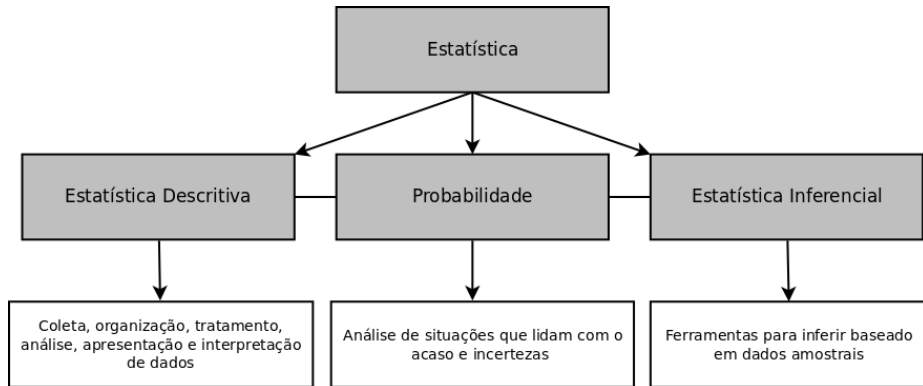 Estatística
Estatística Descritiva
Probabilidade
Estatística Inferencial
Coleta, organização, tratamento,
análise, apresentação e interpretação
de dados
Análise de situações que lidam com o
acaso e incertezas
Ferramentas para inferir baseado
em dados amostrais